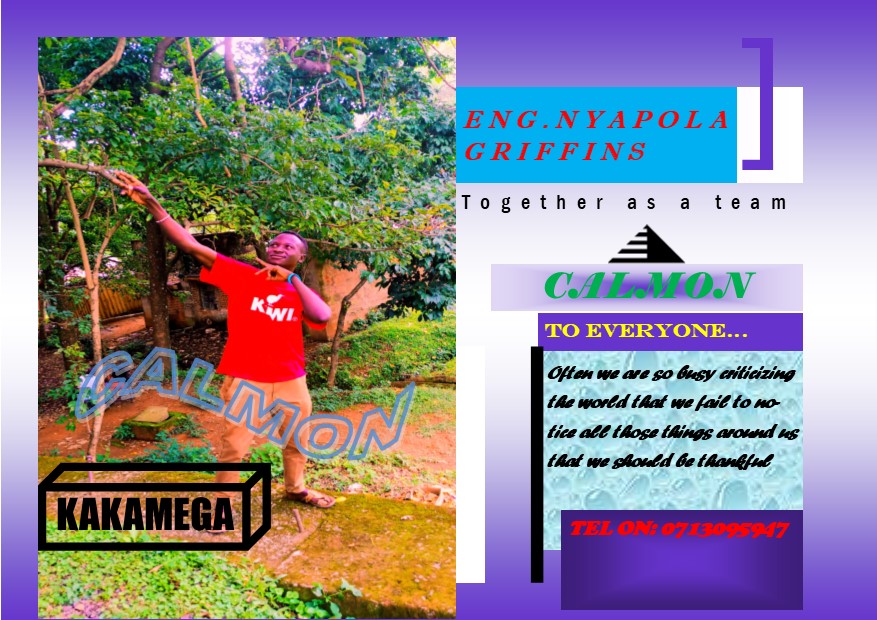 ENG.NYAPOLA
GRIFFINS
Together as a team
CALMON
TO EVERYONE...
Often we are so busy criticizing
the world that we fail to no-
tice all those things around us
that we should be thankful
TEL ON: 0713095947
KIWI
CALMON
KAKAMEGA